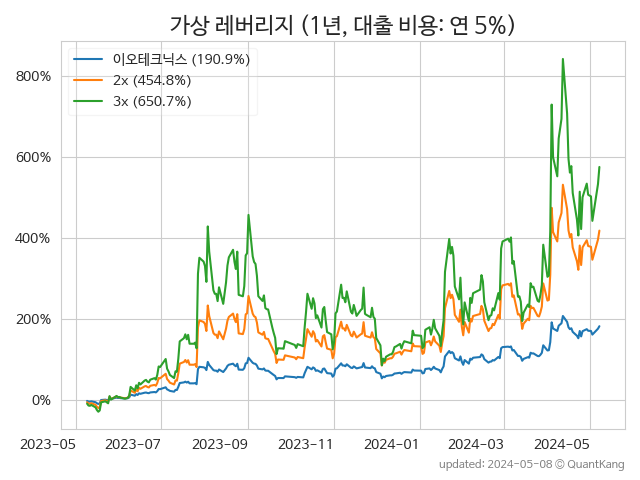 가상 레버리지 (1년, 대출 비용: 연 5%)
이오테크닉스 (190.9%)
2x (454.8%)
3x (650.7%)
800%
600%
400%
200%
0%
2023-05 2023-07 2023-09 2023-11 2024-01 2024-03 2024-05
updated: 2024-05-08 © QuantKang